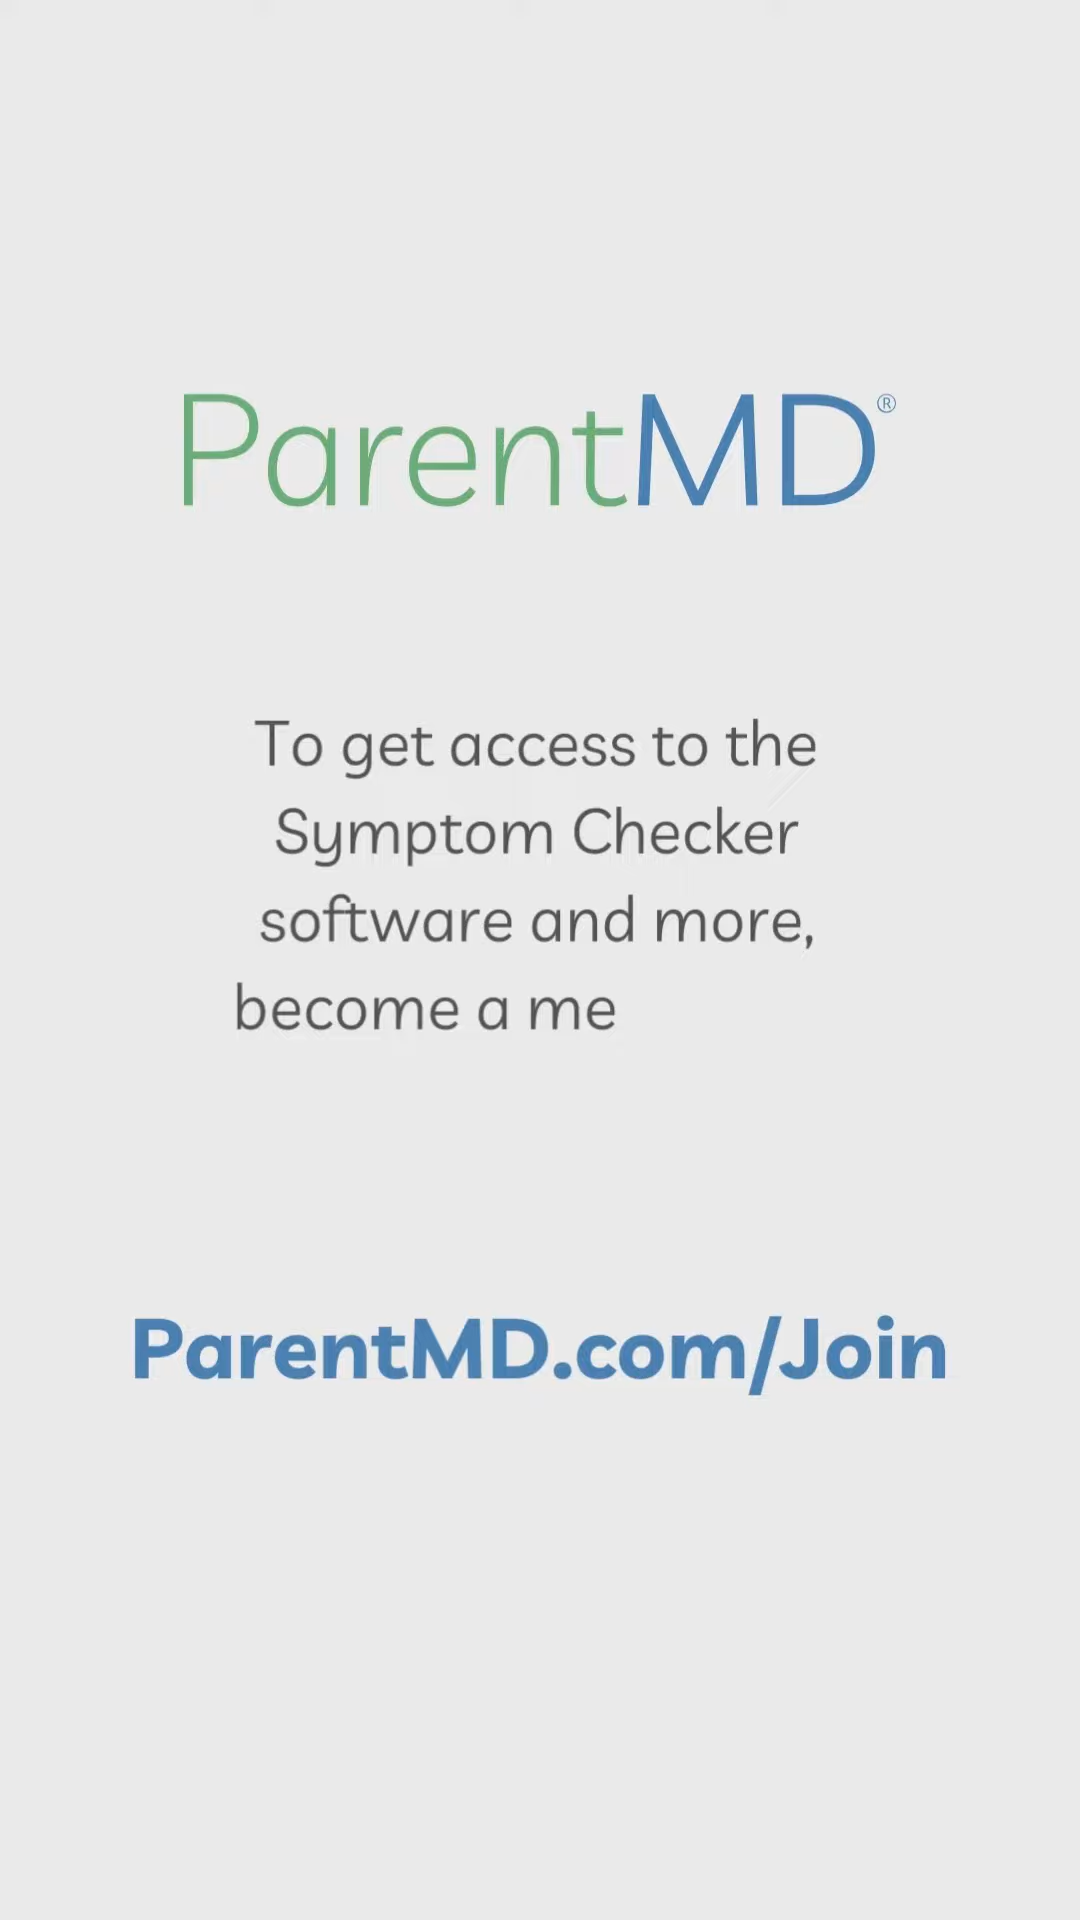 ParentMD®
To get access to the
Symptom Checker
software and more,
become a me
ParentMD.com/Join